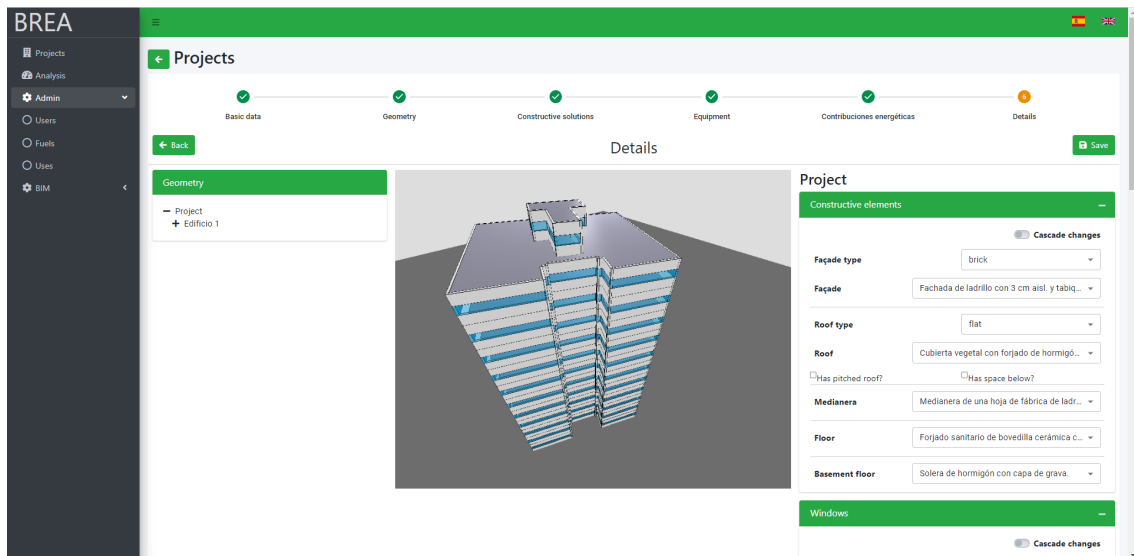 BREA
Projects
Analysis
Admin
Users
Fuels
Uses
BIM
Projects
6
Basic data
Geometry
Constructive solutions
Equipment
Contribuciones energéticas
Details
Back
Details
Save
Geometry
Project
Edificio 1
Project
Constructive elements
Cascade changes
Façade type
brick
Façade
Fachada de ladrillo con 3 cm aisl. y tabiq...
Roof type
flat
Roof
Cubierta vegetal con forjado de hormigó...
Has pitched roof?
Has space below?
Medianera
Medianera de una hoja de fábrica de ladr...
Floor
Forjado sanitario de bovedilla cerámica c...
Basement floor
Solera de hormigón con capa de grava.
Windows
Cascade changes